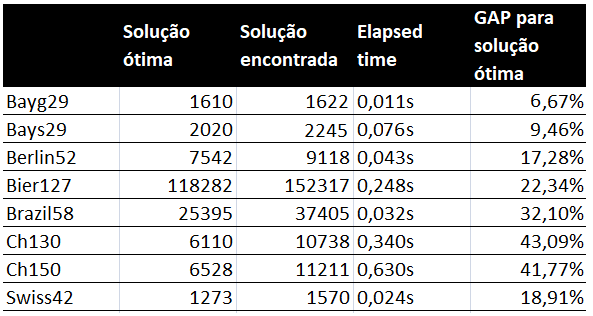 Solução ótima Solução encontrada Elapsed time GAP para solução ótima
Bayg29 1610 1622 0,011s 6,67%
Bays29 2020 2245 0,076s 9,46%
Berlin52 7542 9118 0,043s 17,28%
Bier127 118282 152317 0,248s 22,34%
Brazil58 25395 37405 0,032s 32,10%
Ch130 6110 10738 0,340s 43,09%
Ch150 6528 11211 0,630s 41,77%
Swiss42 1273 1570 0,024s 18,91%